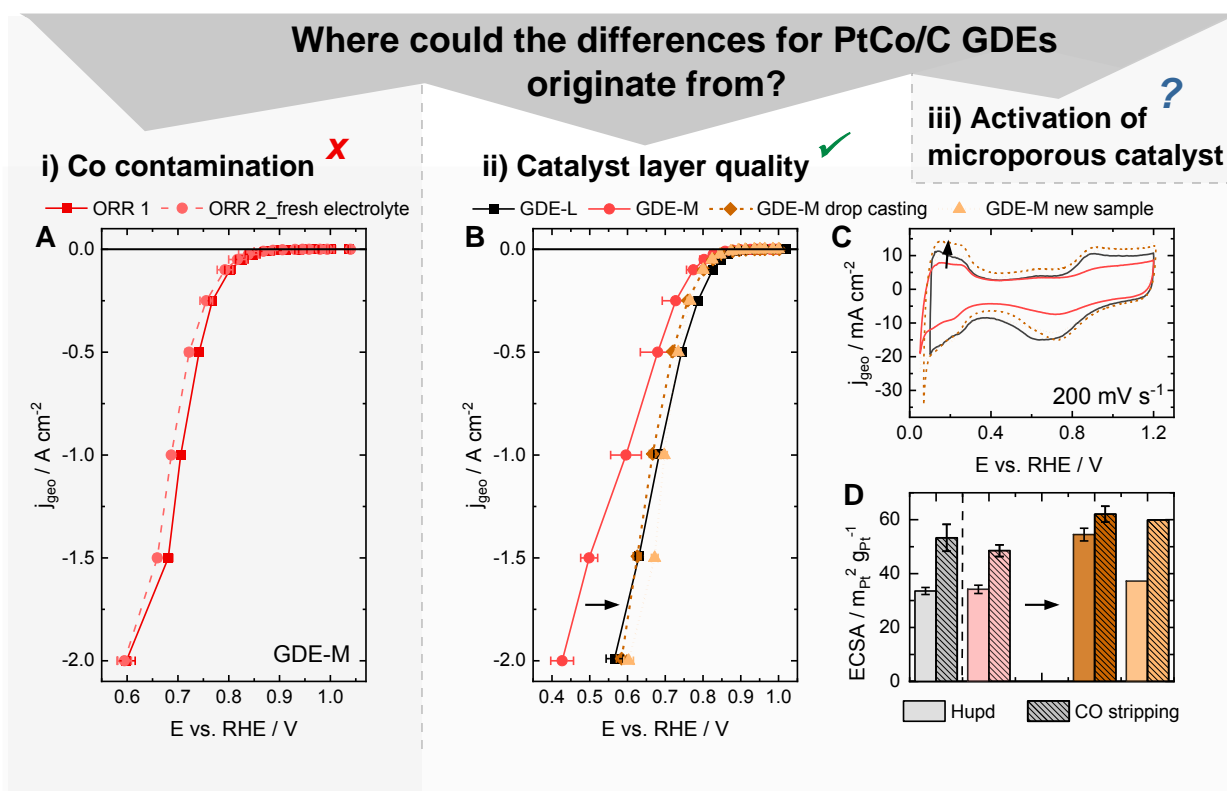 Where could the differences for PtCo/C GDEs
originate from?
i) Co contamination x
ii) Catalyst layer quality ✓
?
iii) Activation of
microporous catalyst
ORR 1 ORR 2_fresh electrolyte
GDE-L GDE-M GDE-M drop casting GDE-M new sample
A
0.0
-0.5
-1.0
-1.5
-2.0
j_geo / A cm⁻²
GDE-M
0.6 0.7 0.8 0.9 1.0
E vs. RHE / V
B
0.0
-0.5
-1.0
-1.5
-2.0
j_geo / A cm⁻²
0.4 0.5 0.6 0.7 0.8 0.9 1.0
E vs. RHE / V
C
10
0
-10
-20
-30
j_geo / mA cm⁻²
200 mV s⁻¹
0.0 0.4 0.8 1.2
E vs. RHE / V
D
60
40
20
0
ECSA / m_Pt² g_Pt⁻¹
Hupd CO stripping